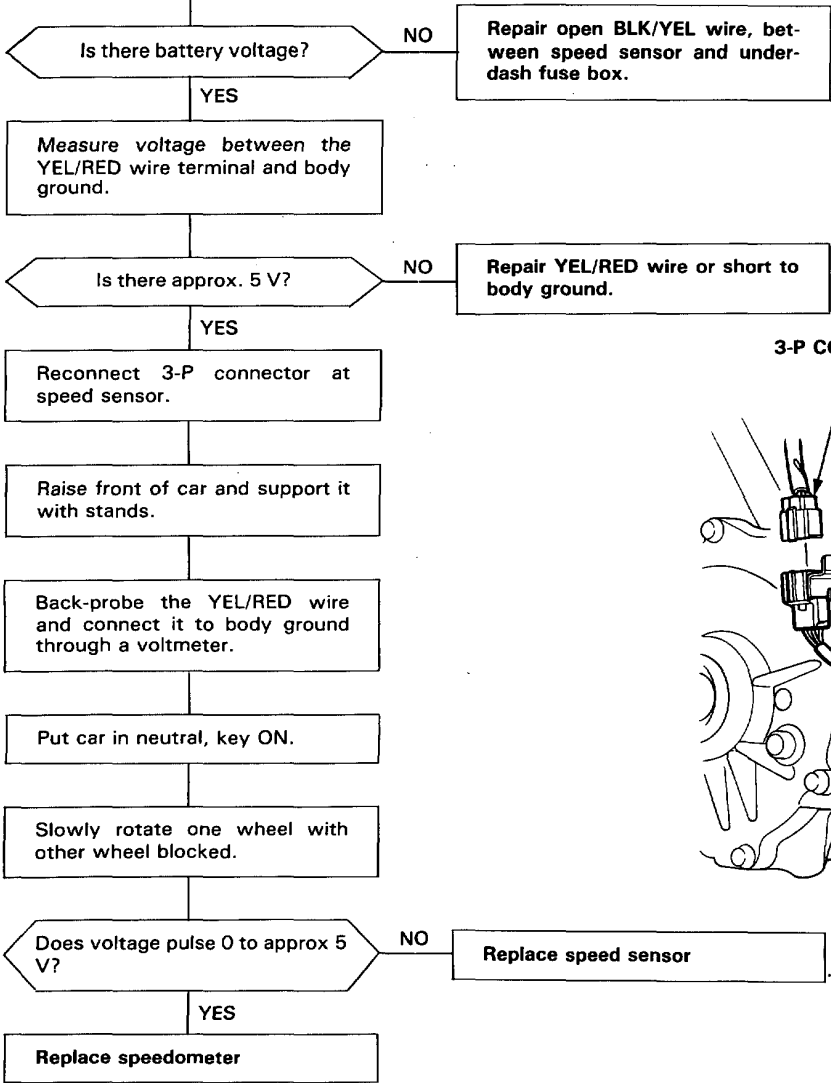 Is there battery voltage?
NO
Repair open BLK/YEL wire, bet-
ween speed sensor and under-
dash fuse box.
YES
Measure voltage between the
YEL/RED wire terminal and body
ground.
Is there approx. 5 V?
NO
Repair YEL/RED wire or short to
body ground.
YES
3-P CO
Reconnect 3-P connector at
speed sensor.
Raise front of car and support it
with stands.
Back-probe the YEL/RED wire
and connect it to body ground
through a voltmeter.
Put car in neutral, key ON.
Slowly rotate one wheel with
other wheel blocked.
Does voltage pulse 0 to approx 5
V?
NO
Replace speed sensor
YES
Replace speedometer